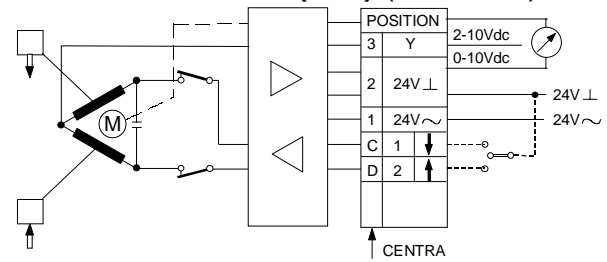 POSITION
3 Y 2-10Vdc
0-10Vdc
2 24V ⊥ 24V ⊥
1 24V ~ 24V ~
M
C 1
D 2
CENTRA